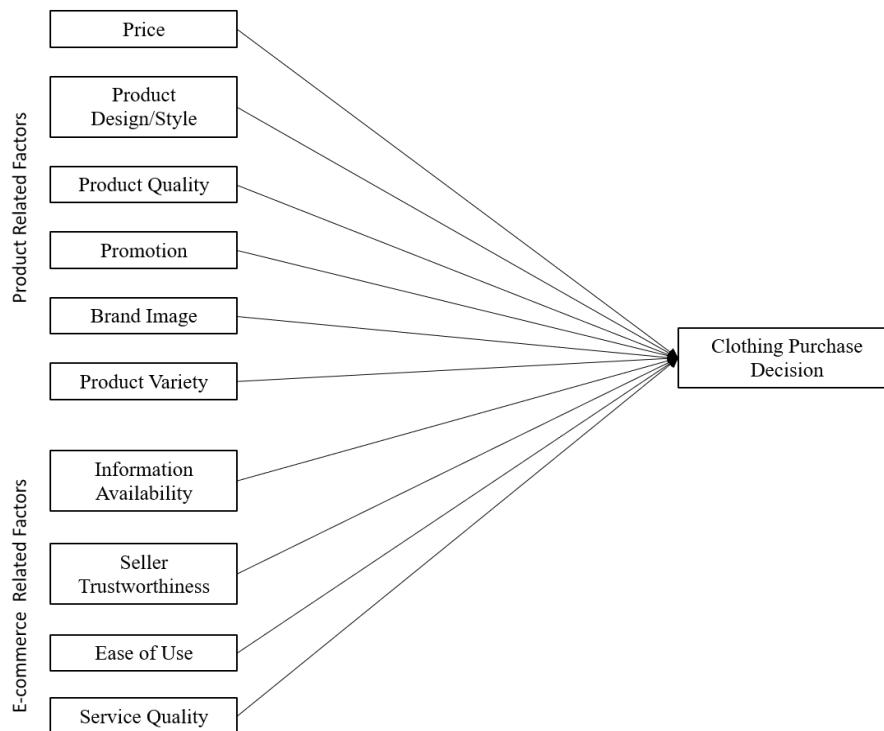 Product Related Factors
Price
Product
Design/Style
Product Quality
Promotion
Brand Image
Product Variety
E-commerce  Related Factors
Information
Availability
Seller
Trustworthiness
Ease of Use
Service Quality
Clothing Purchase
Decision